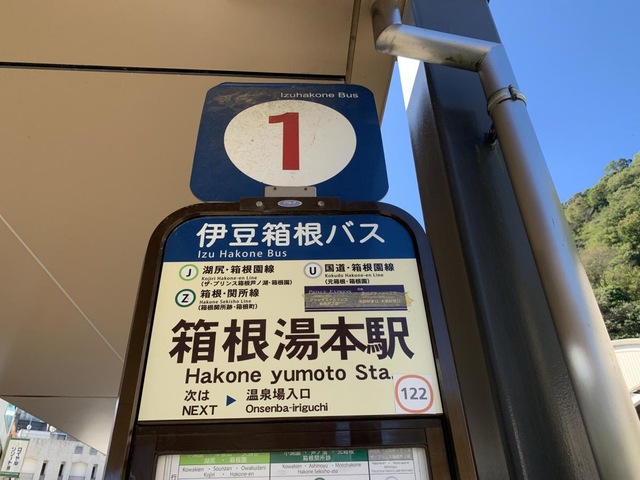 Izuhakone Bus
1
伊豆箱根バス
Izu Hakone Bus
J 湖尻・箱根園線
Kojiri Hakone-en Line
(ザ・プリンス箱根芦ノ湖・箱根園)
Z 箱根・関所線
Hakone Sekisho Line
(箱根関所跡・箱根町)
U 国道・箱根園線
Kokudo Hakone-en Line
(元箱根・箱根園)
箱根湯本駅
Hakone yumoto Sta.
122
次は 温泉場入口
NEXT ▶ Onsenba-iriguchi